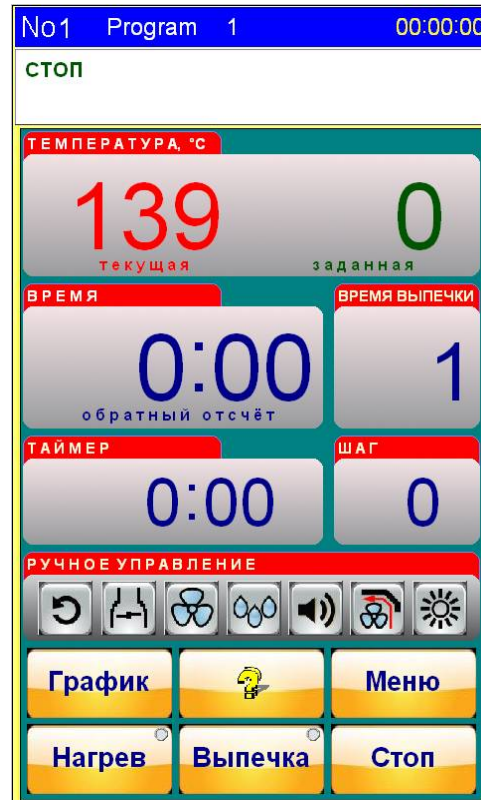 No1 Program 1 00:00:00
СТОП
ТЕМПЕРАТУРА, °С
139 0
текущая заданная
ВРЕМЯ ВРЕМЯ ВЫПЕЧКИ
0:00 1
обратный отсчёт
ТАЙМЕР ШАГ
0:00 0
РУЧНОЕ УПРАВЛЕНИЕ
График ? Меню
Нагрев Выпечка Стоп